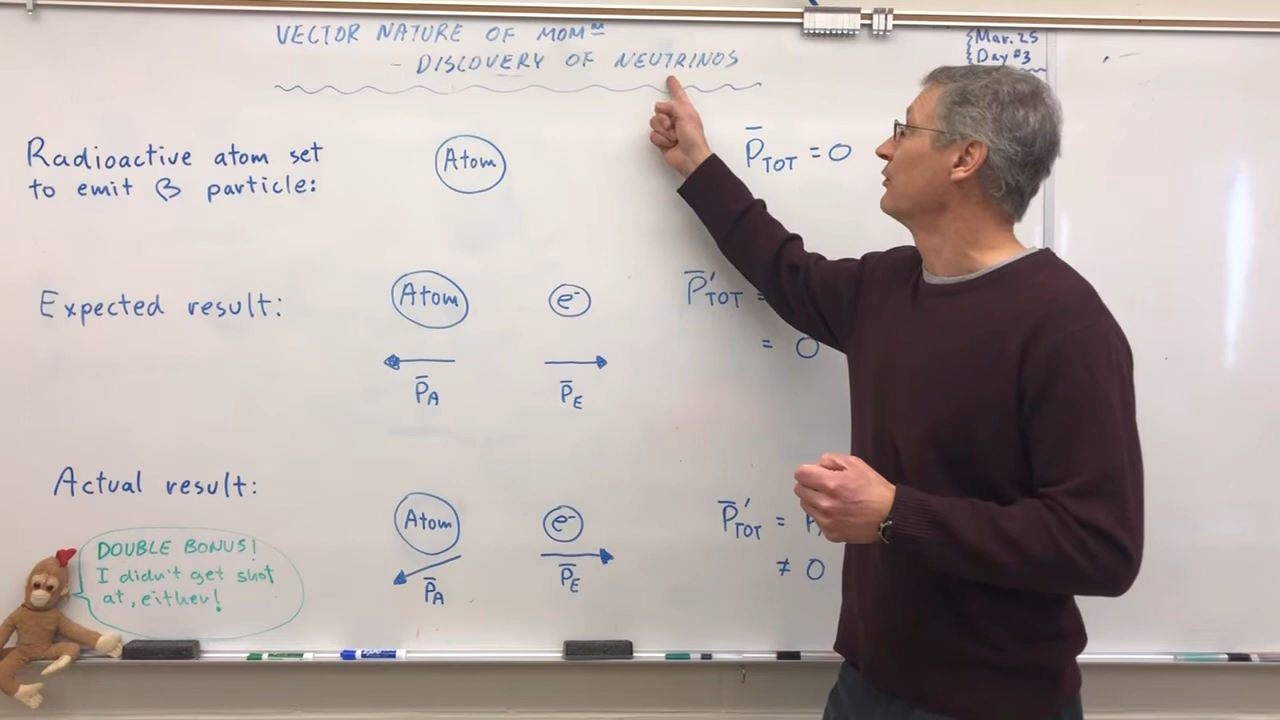 VECTOR NATURE OF MOMᵐ
- DISCOVERY OF NEUTRINOS
Mar. 25
Day #3
Radioactive atom set
to emit β particle:
Atom
P̄TOT = 0
Expected result:
Atom
e⁻
P̄′TOT =
= 0
P̄A
P̄E
Actual result:
Atom
e⁻
P̄′TOT =
≠ 0
P̄A
P̄E
DOUBLE BONUS!
I didn't get shot
at, either!